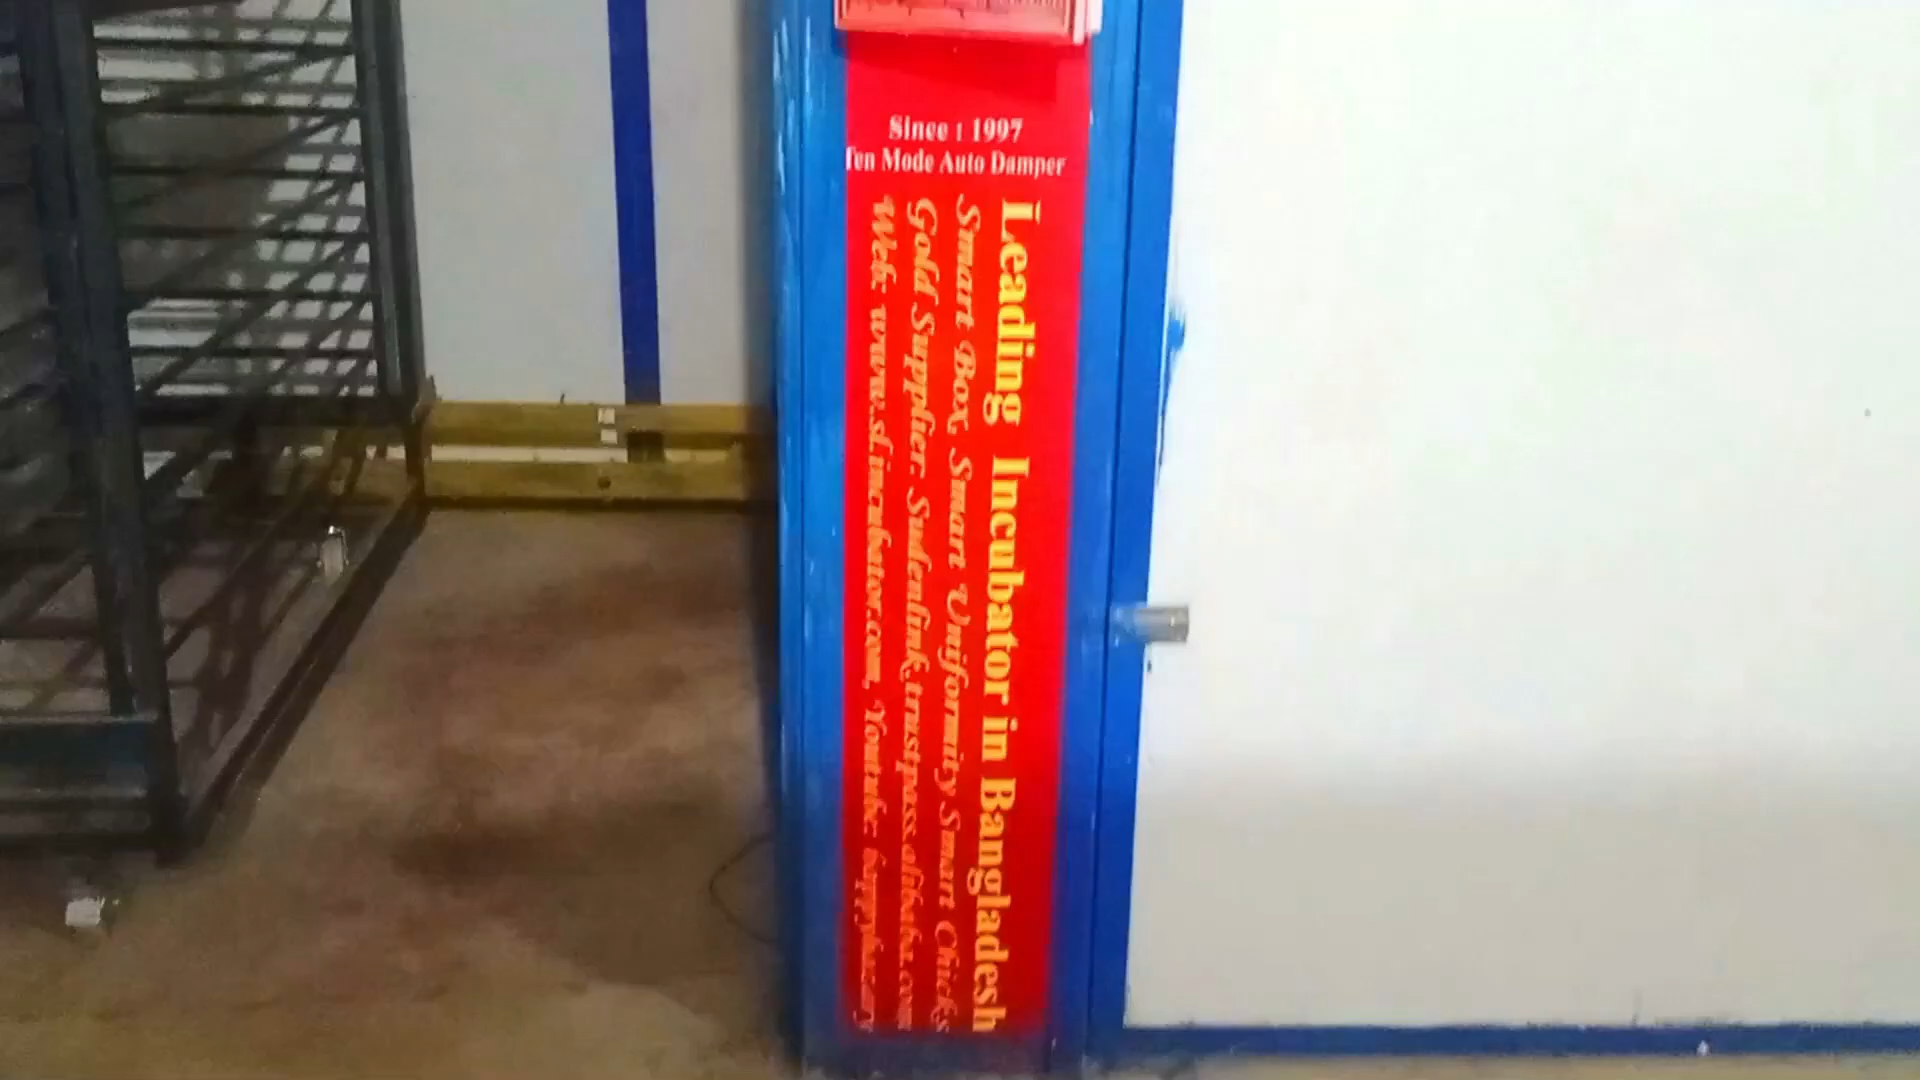 Since : 1997
Ten Mode Auto Damper
Leading Incubator in Bangladesh
Smart Box, Smart Uniformity Smart Chicks
Gold Supplier: Sudenlink.trustpass.alibaba.com
Web: www.sl.incubator.com, Youtube: